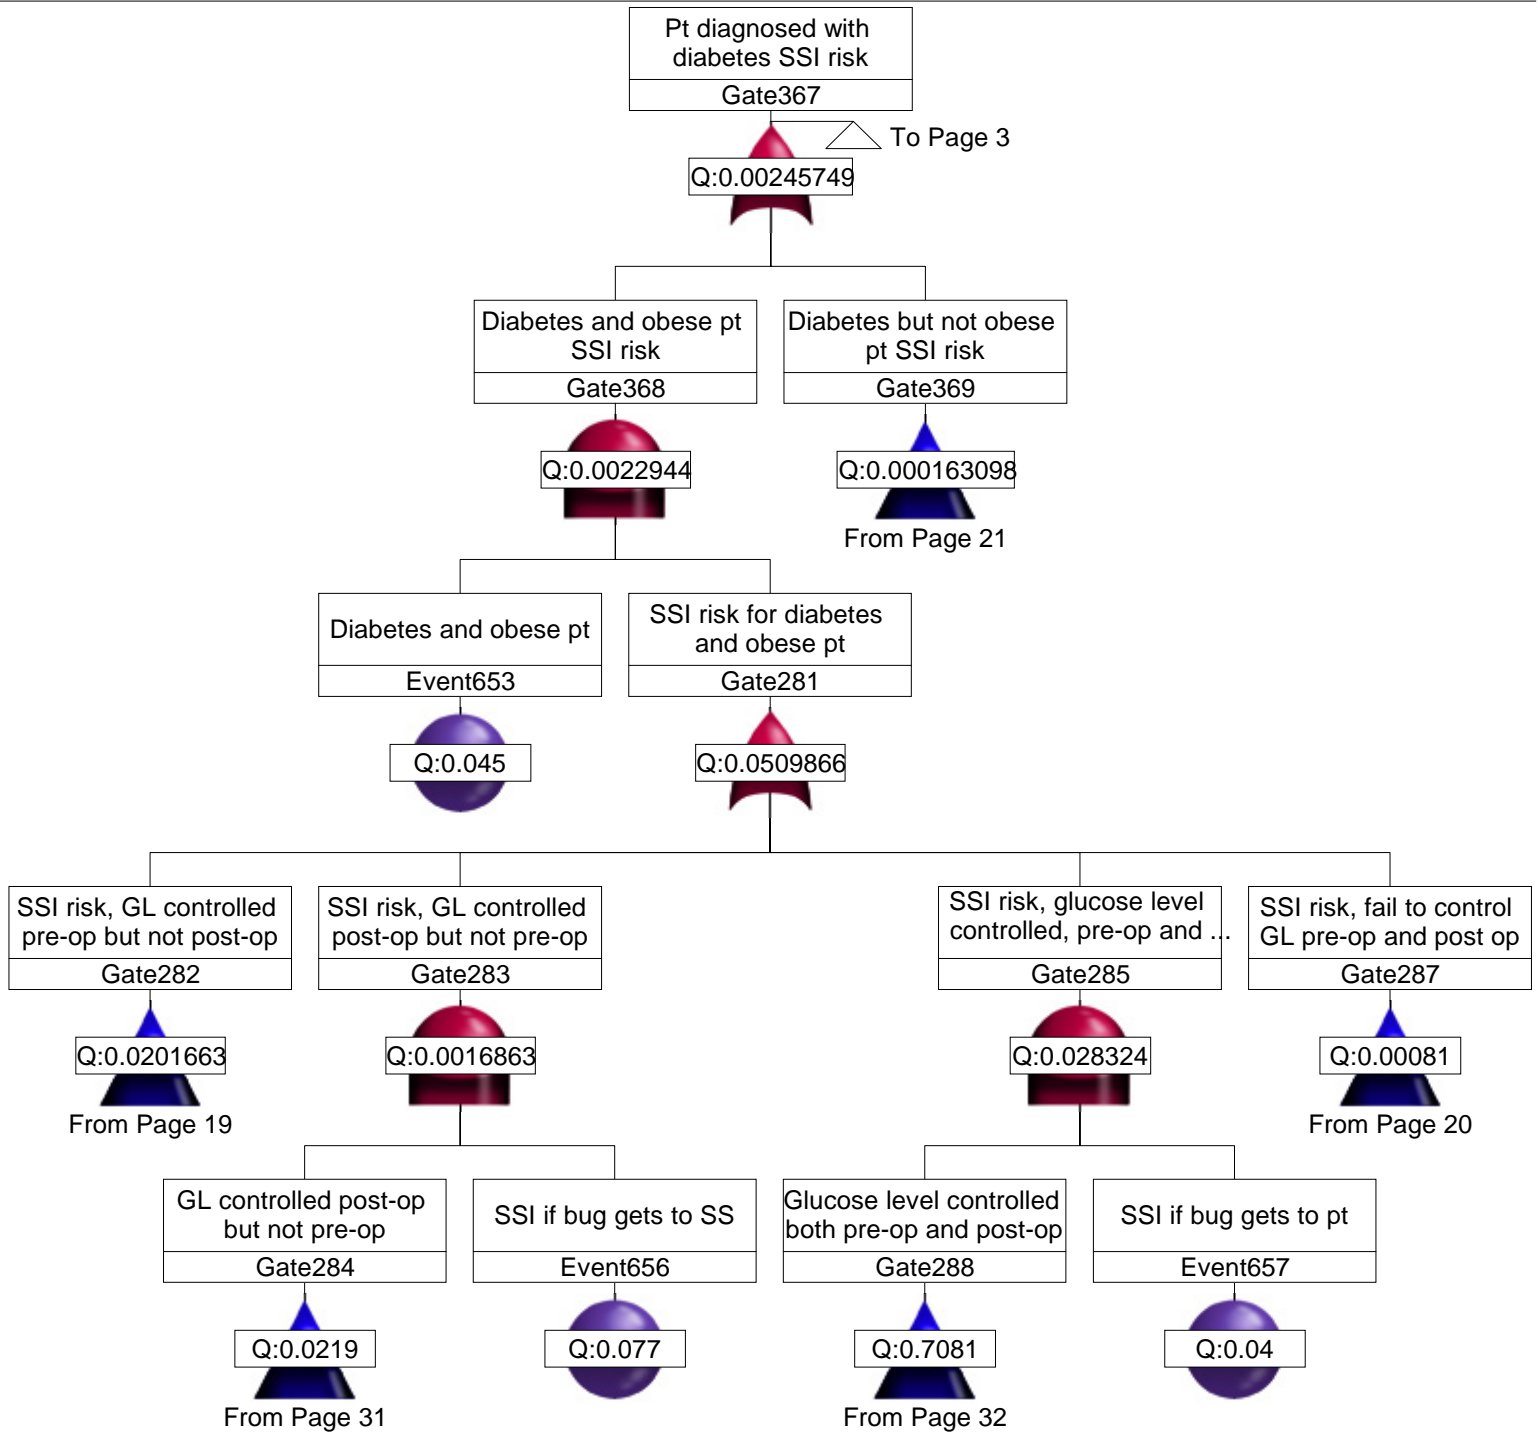 Pt diagnosed with
diabetes SSI risk
Gate367
To Page 3
Q:0.00245749
Diabetes and obese pt
SSI risk
Gate368
Q:0.0022944
Diabetes but not obese
pt SSI risk
Gate369
Q:0.000163098
From Page 21
Diabetes and obese pt
Event653
Q:0.045
SSI risk for diabetes
and obese pt
Gate281
Q:0.0509866
SSI risk, GL controlled
pre-op but not post-op
Gate282
Q:0.0201663
From Page 19
SSI risk, GL controlled
post-op but not pre-op
Gate283
Q:0.0016863
SSI risk, glucose level
controlled, pre-op and ...
Gate285
Q:0.028324
SSI risk, fail to control
GL pre-op and post op
Gate287
Q:0.00081
From Page 20
GL controlled post-op
but not pre-op
Gate284
Q:0.0219
From Page 31
SSI if bug gets to SS
Event656
Q:0.077
Glucose level controlled
both pre-op and post-op
Gate288
Q:0.7081
From Page 32
SSI if bug gets to pt
Event657
Q:0.04